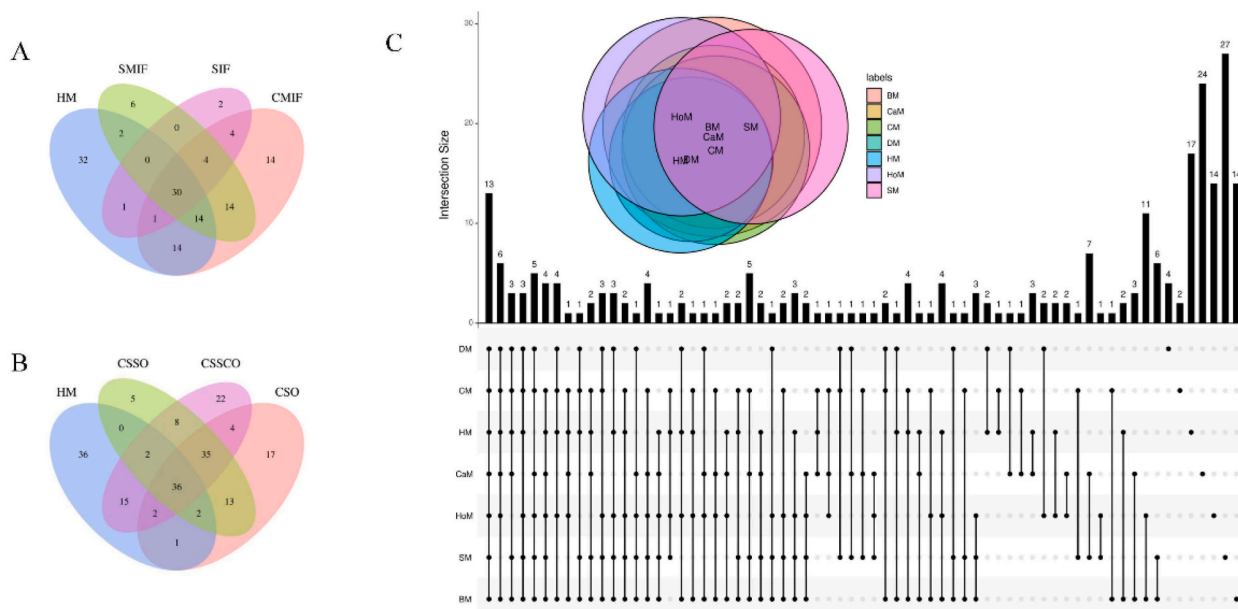 A
SMIF SIF
HM CMIF
6 2
2 0 4
32 0 4 14
30
1 1 14 14
14
B
CSSO CSSCO
HM CSO
5 22
0 8 4
36 2 35 17
36
15 2 2 13
1
C
Intersection Size
30
20
10
0
HoM
BM
SM
CaM
CM
HM
DM
labels
BM
CaM
CM
DM
HM
HoM
SM
13 6 3 3 5 4 4 1 1 2 3 3 2 1 4 1 1 2 1 1 1 2 2 5 2 1 2 3 2 1 1 1 1 1 1 2 1 4 1 1 4 1 1 3 2 1 1 1 3 2 2 2 1 7 1 1 2 3 11 6 4 2 17 24 14 27 14
DM
CM
HM
CaM
HoM
SM
BM